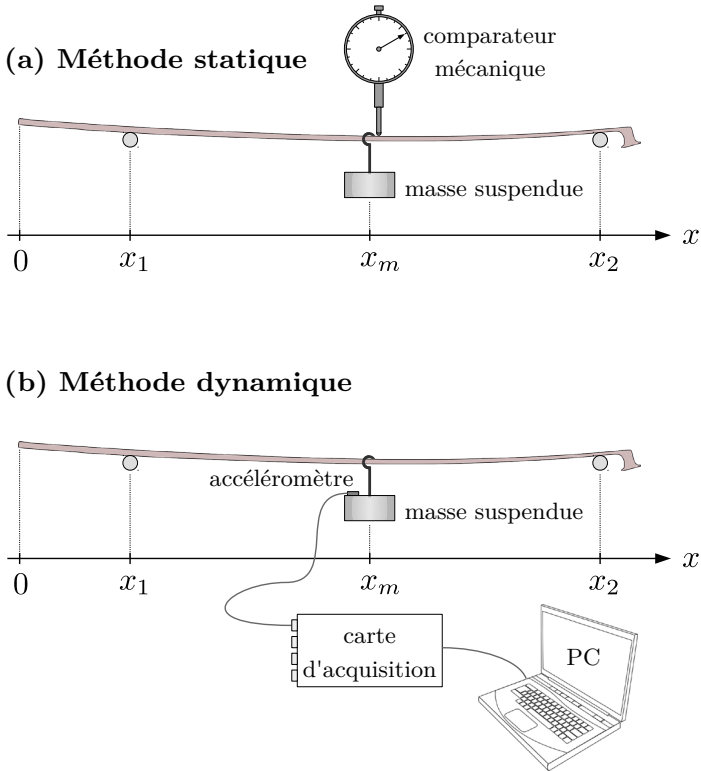 (a) Méthode statique
comparateur
mécanique
masse suspendue
0 x₁ xₘ x₂ x
(b) Méthode dynamique
accéléromètre
masse suspendue
0 x₁ xₘ x₂ x
carte
d'acquisition
PC